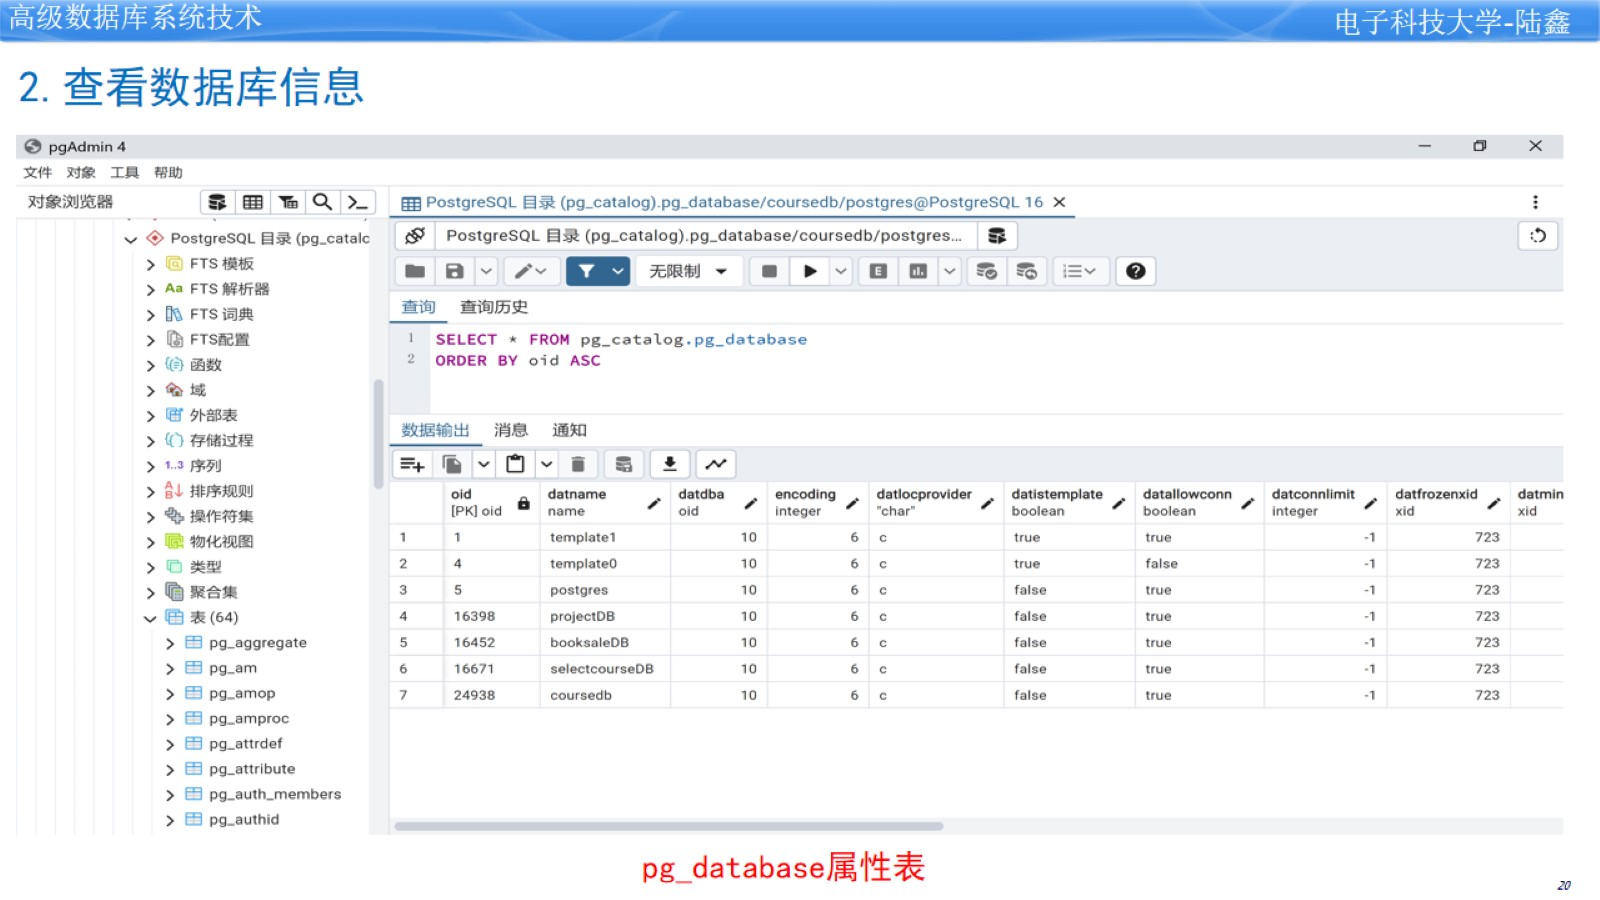 高级数据库系统技术
电子科技大学-陆鑫
2. 查看数据库信息
pgAdmin 4
文件 对象 工具 帮助
对象浏览器
PostgreSQL 目录 (pg_catalog).pg_database/coursedb/postgres@PostgreSQL 16
PostgreSQL 目录 (pg_catalo
FTS 模板
FTS 解析器
FTS 词典
FTS配置
函数
域
外部表
存储过程
1..3 序列
排序规则
操作符集
物化视图
类型
聚合集
表 (64)
pg_aggregate
pg_am
pg_amop
pg_amproc
pg_attrdef
pg_attribute
pg_auth_members
pg_authid
PostgreSQL 目录 (pg_catalog).pg_database/coursedb/postgres...
无限制
查询 查询历史
1 SELECT * FROM pg_catalog.pg_database
2 ORDER BY oid ASC
数据输出 消息 通知
oid datname datdba encoding datlocprovider datistemplate datallowconn datconnlimit datfrozenxid datmin
[PK] oid name oid integer "char" boolean boolean integer xid xid
1 1 template1 10 6 c true true -1 723
2 4 template0 10 6 c true false -1 723
3 5 postgres 10 6 c false true -1 723
4 16398 projectDB 10 6 c false true -1 723
5 16452 booksaleDB 10 6 c false true -1 723
6 16671 selectcourseDB 10 6 c false true -1 723
7 24938 coursedb 10 6 c false true -1 723
pg_database属性表
20